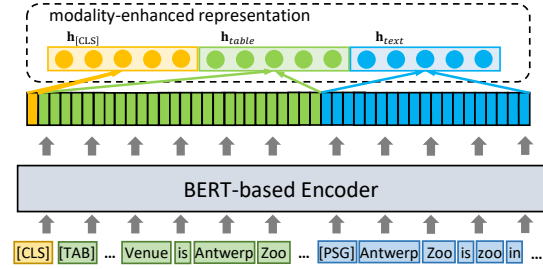 modality-enhanced representation
h[CLS] htable htext
BERT-based Encoder
[CLS] [TAB] ... Venue is Antwerp Zoo ... [PSG] Antwerp Zoo is zoo in ...